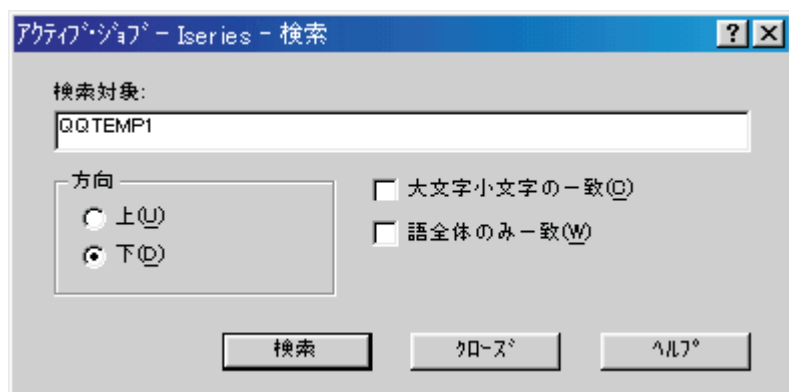 アクティブ・ジョブ - Iseries - 検索
? ×
検索対象:
QQTEMP1
方向
上(U)
下(D)
大文字小文字の一致(C)
語全体のみ一致(W)
検索 クローズ ヘルプ